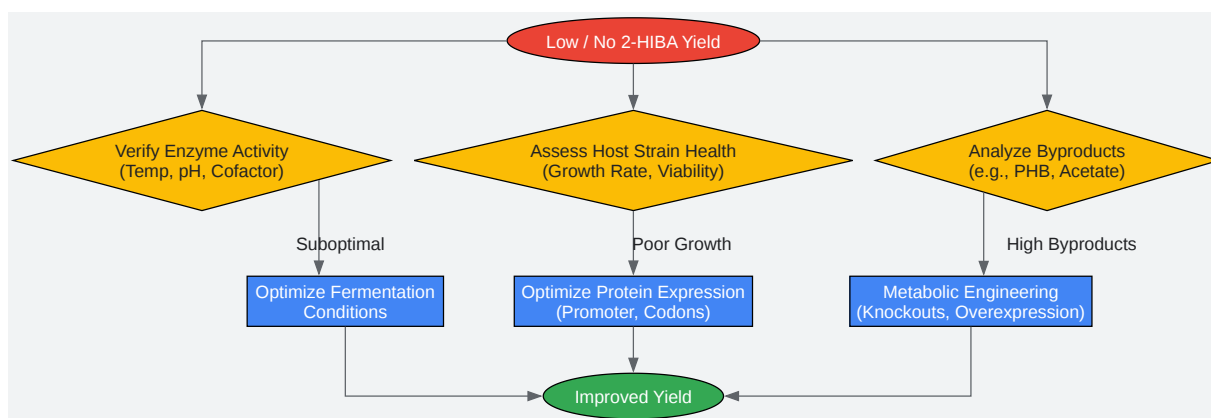 Low / No 2-HIBA Yield
Verify Enzyme Activity
(Temp, pH, Cofactor)
Assess Host Strain Health
(Growth Rate, Viability)
Analyze Byproducts
(e.g., PHB, Acetate)
Suboptimal
Poor Growth
High Byproducts
Optimize Fermentation
Conditions
Optimize Protein Expression
(Promoter, Codons)
Metabolic Engineering
(Knockouts, Overexpression)
Improved Yield